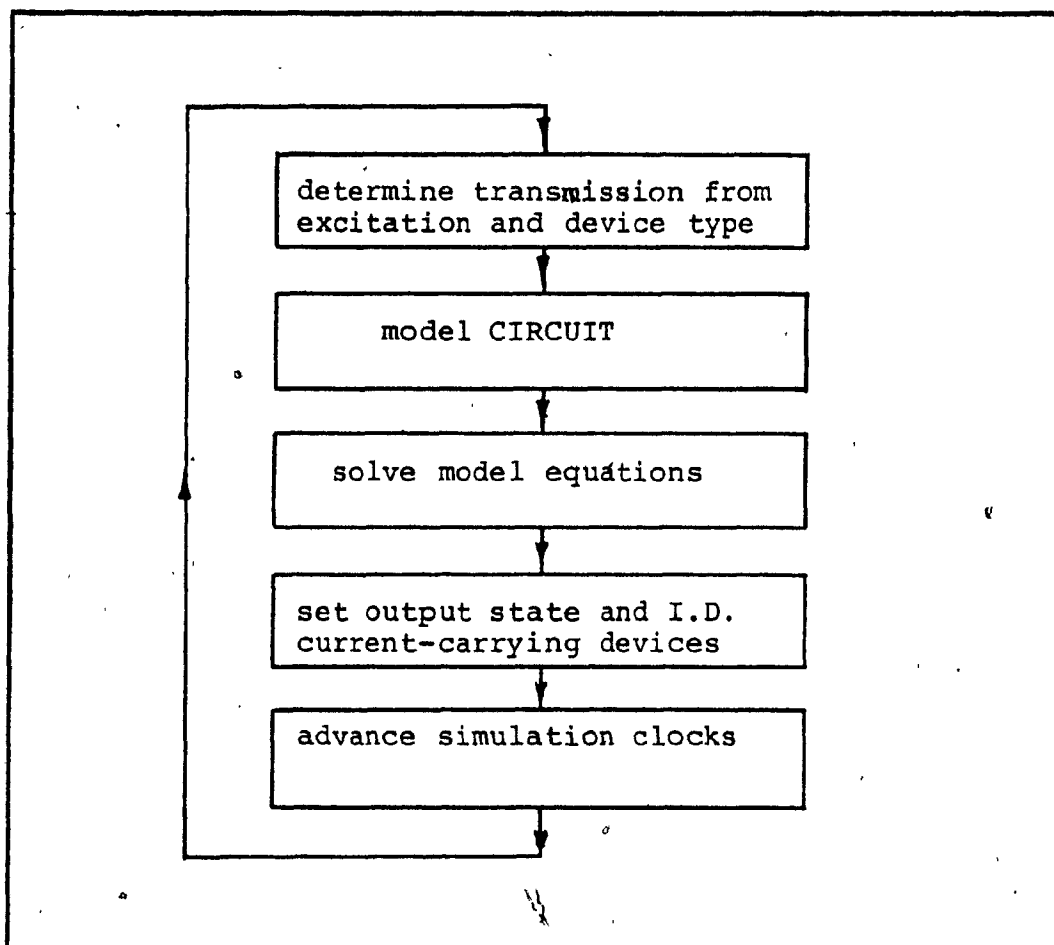 determine transmission from
excitation and device type
model CIRCUIT
solve model equations
set output state and I.D.
current-carrying devices
advance simulation clocks